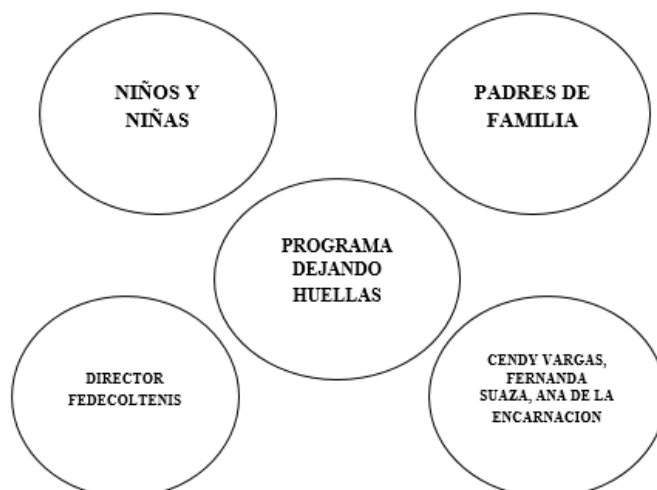 NIÑOS Y
NIÑAS
PADRES DE
FAMILIA
PROGRAMA
DEJANDO
HUELLAS
DIRECTOR
FEDECOLTENIS
CENDY VARGAS,
FERNANDA
SUAZA, ANA DE LA
ENCARNACION